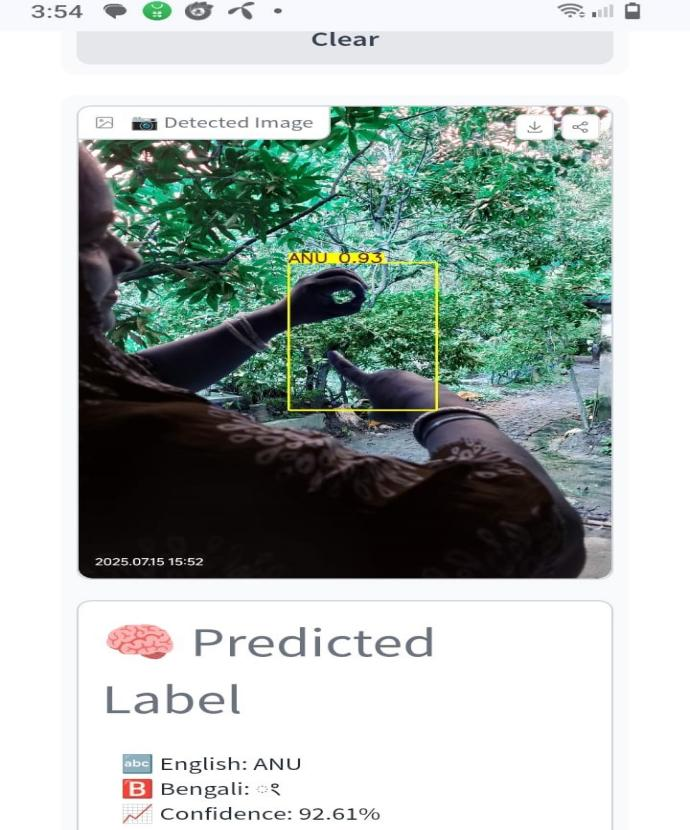 3:54
Clear
Detected Image
ANU 0.93
2025.07.15 15:52
Predicted
Label
abc English: ANU
B Bengali: ং
Confidence: 92.61%